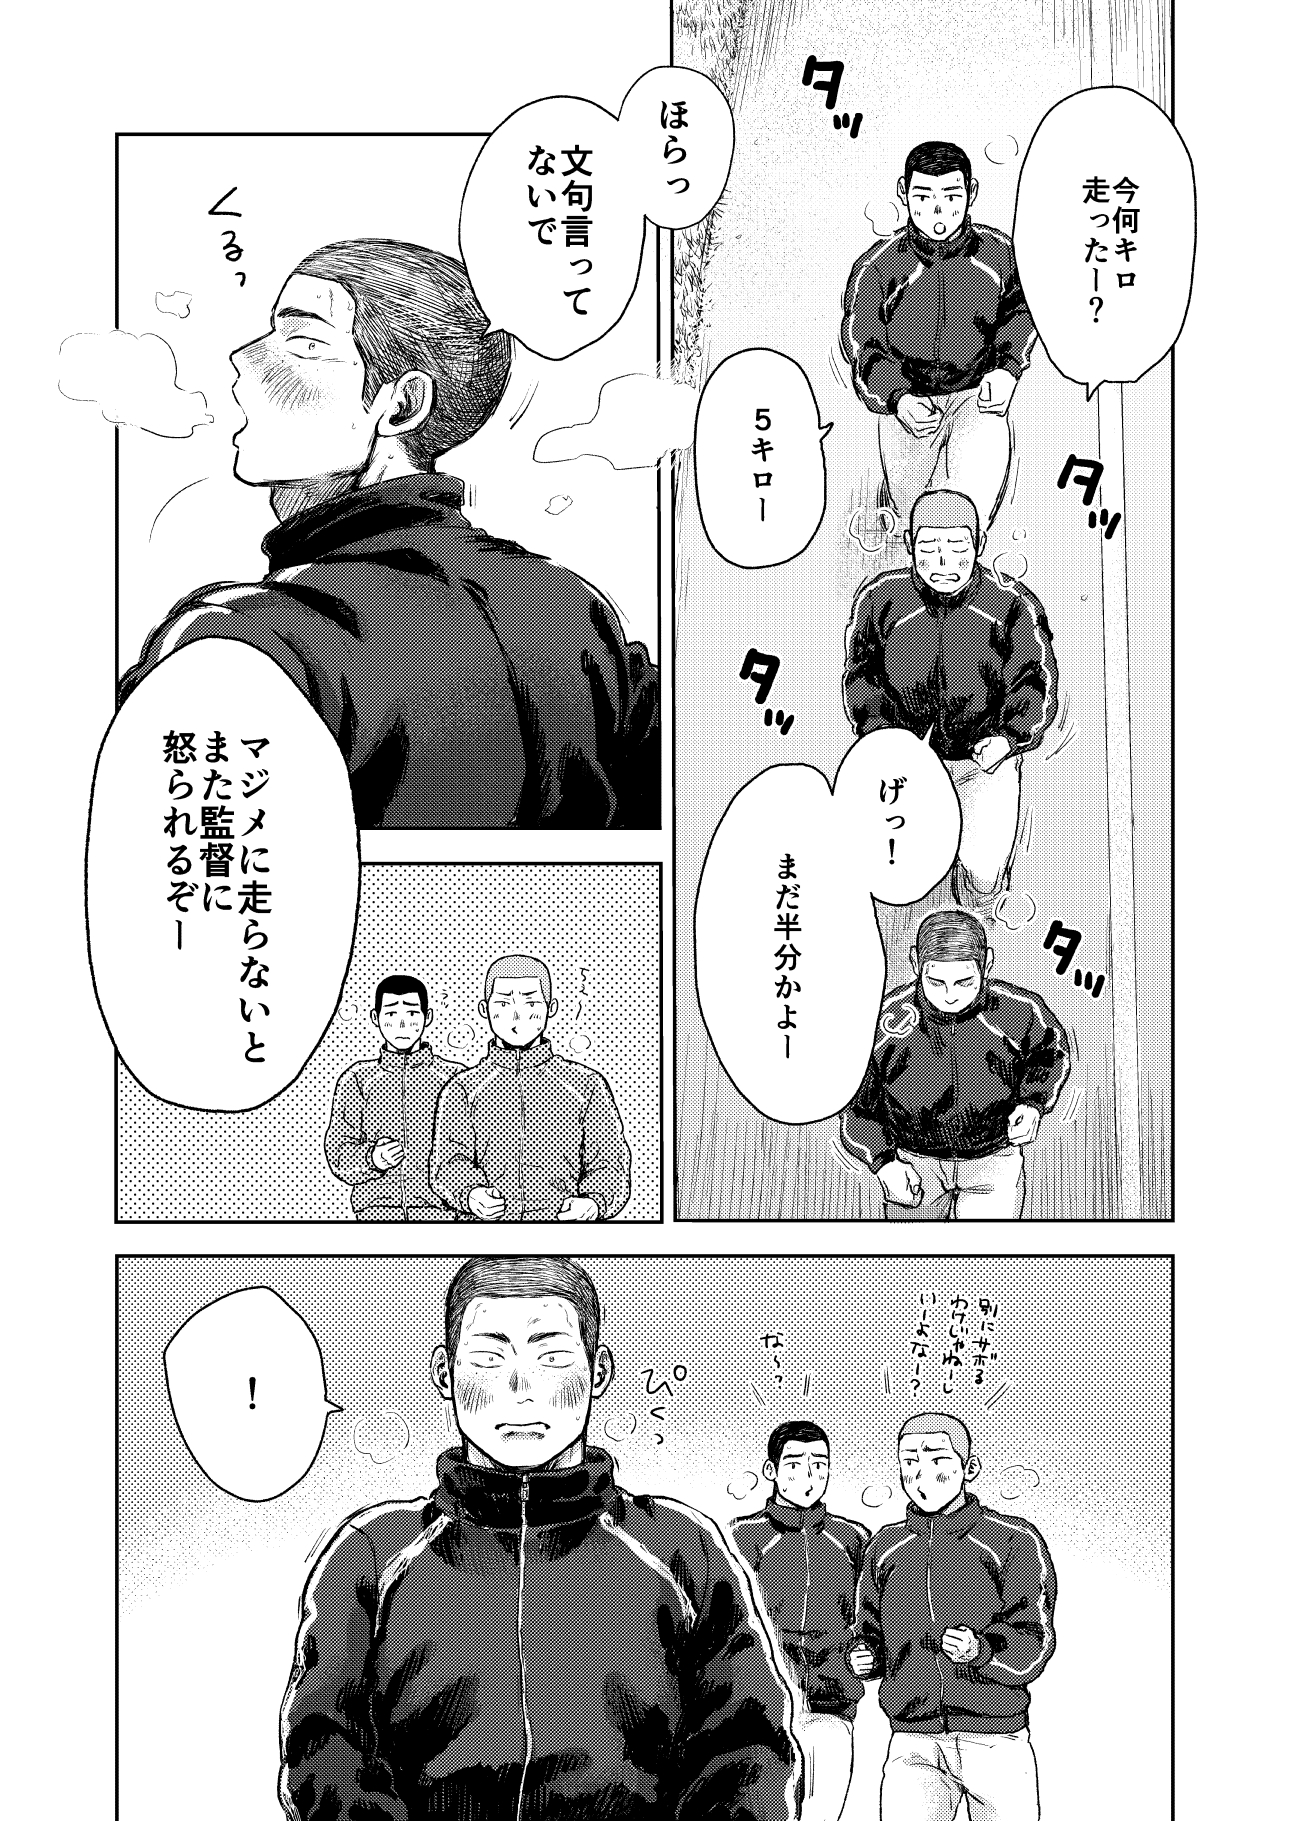 今何キロ
走ったー？
タッ
5キロー
タッ
げっ！
まだ半分かよー
タッ
タッ
ほらっ
文句言って
ないで
くるっ
マジメに走らないと
また監督に
怒られるぞー
別にサボる
わけじゃねーし
いーよなー？
な〜？
ぴくっ
！